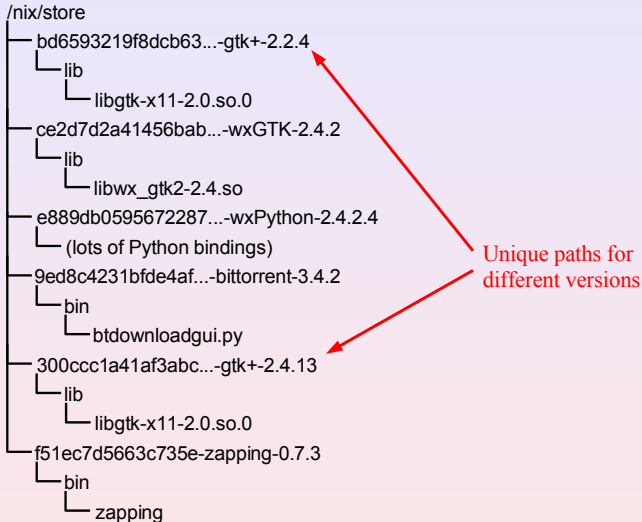 /nix/store
bd6593219f8dcb63...-gtk+-2.2.4
lib
libgtk-x11-2.0.so.0
ce2d7d2a41456bab...-wxGTK-2.4.2
lib
libwx_gtk2-2.4.so
e889db0595672287...-wxPython-2.4.2.4
(lots of Python bindings)
9ed8c4231bfde4af...-bittorrent-3.4.2
bin
btdownloadgui.py
300ccc1a41af3abc...-gtk+-2.4.13
lib
libgtk-x11-2.0.so.0
f51ec7d5663c735e-zapping-0.7.3
bin
zapping
Unique paths for
different versions